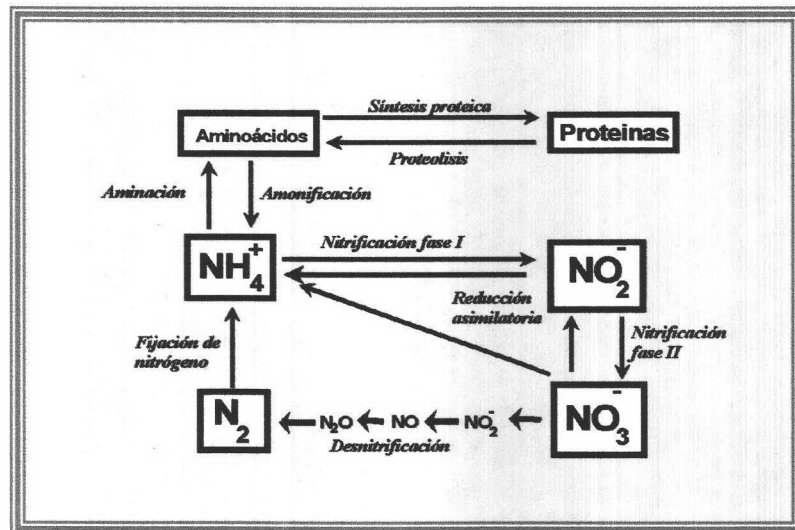 Síntesis proteica
Aminoácidos
Proteinas
Proteolisis
Aminación
Amonificación
Nitrificación fase I
NH₄⁺
NO₂⁻
Reducción
asimilatoria
Fijación de
nitrógeno
Nitrificación
fase II
N₂
N₂O
NO
NO₂⁻
NO₃⁻
Desnitrificación